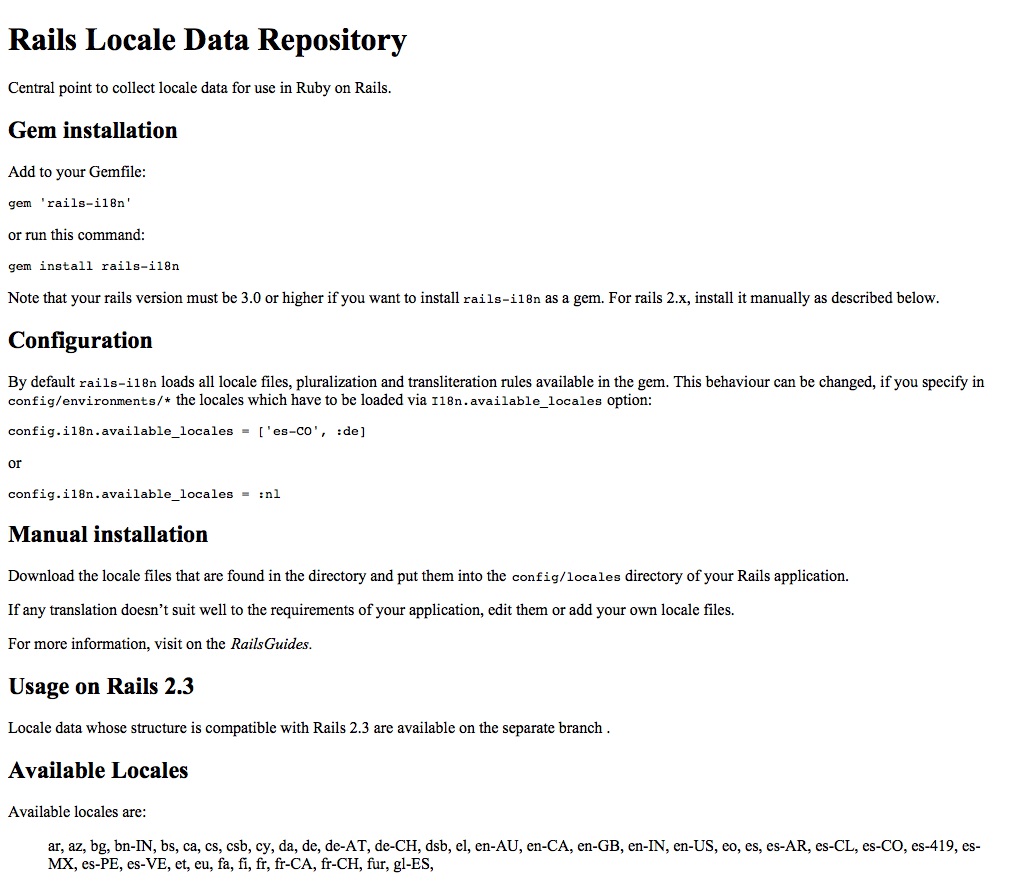 Rails Locale Data Repository
Central point to collect locale data for use in Ruby on Rails.
Gem installation
Add to your Gemfile:
gem 'rails-i18n'
or run this command:
gem install rails-i18n
Note that your rails version must be 3.0 or higher if you want to install rails-i18n as a gem. For rails 2.x, install it manually as described below.
Configuration
By default rails-i18n loads all locale files, pluralization and transliteration rules available in the gem. This behaviour can be changed, if you specify in
config/environments/* the locales which have to be loaded via I18n.available_locales option:
config.i18n.available_locales = ['es-CO', :de]
or
config.i18n.available_locales = :nl
Manual installation
Download the locale files that are found in the directory and put them into the config/locales directory of your Rails application.
If any translation doesn’t suit well to the requirements of your application, edit them or add your own locale files.
For more information, visit on the RailsGuides.
Usage on Rails 2.3
Locale data whose structure is compatible with Rails 2.3 are available on the separate branch .
Available Locales
Available locales are:
ar, az, bg, bn-IN, bs, ca, cs, csb, cy, da, de, de-AT, de-CH, dsb, el, en-AU, en-CA, en-GB, en-IN, en-US, eo, es, es-AR, es-CL, es-CO, es-419, es-
MX, es-PE, es-VE, et, eu, fa, fi, fr, fr-CA, fr-CH, fur, gl-ES,